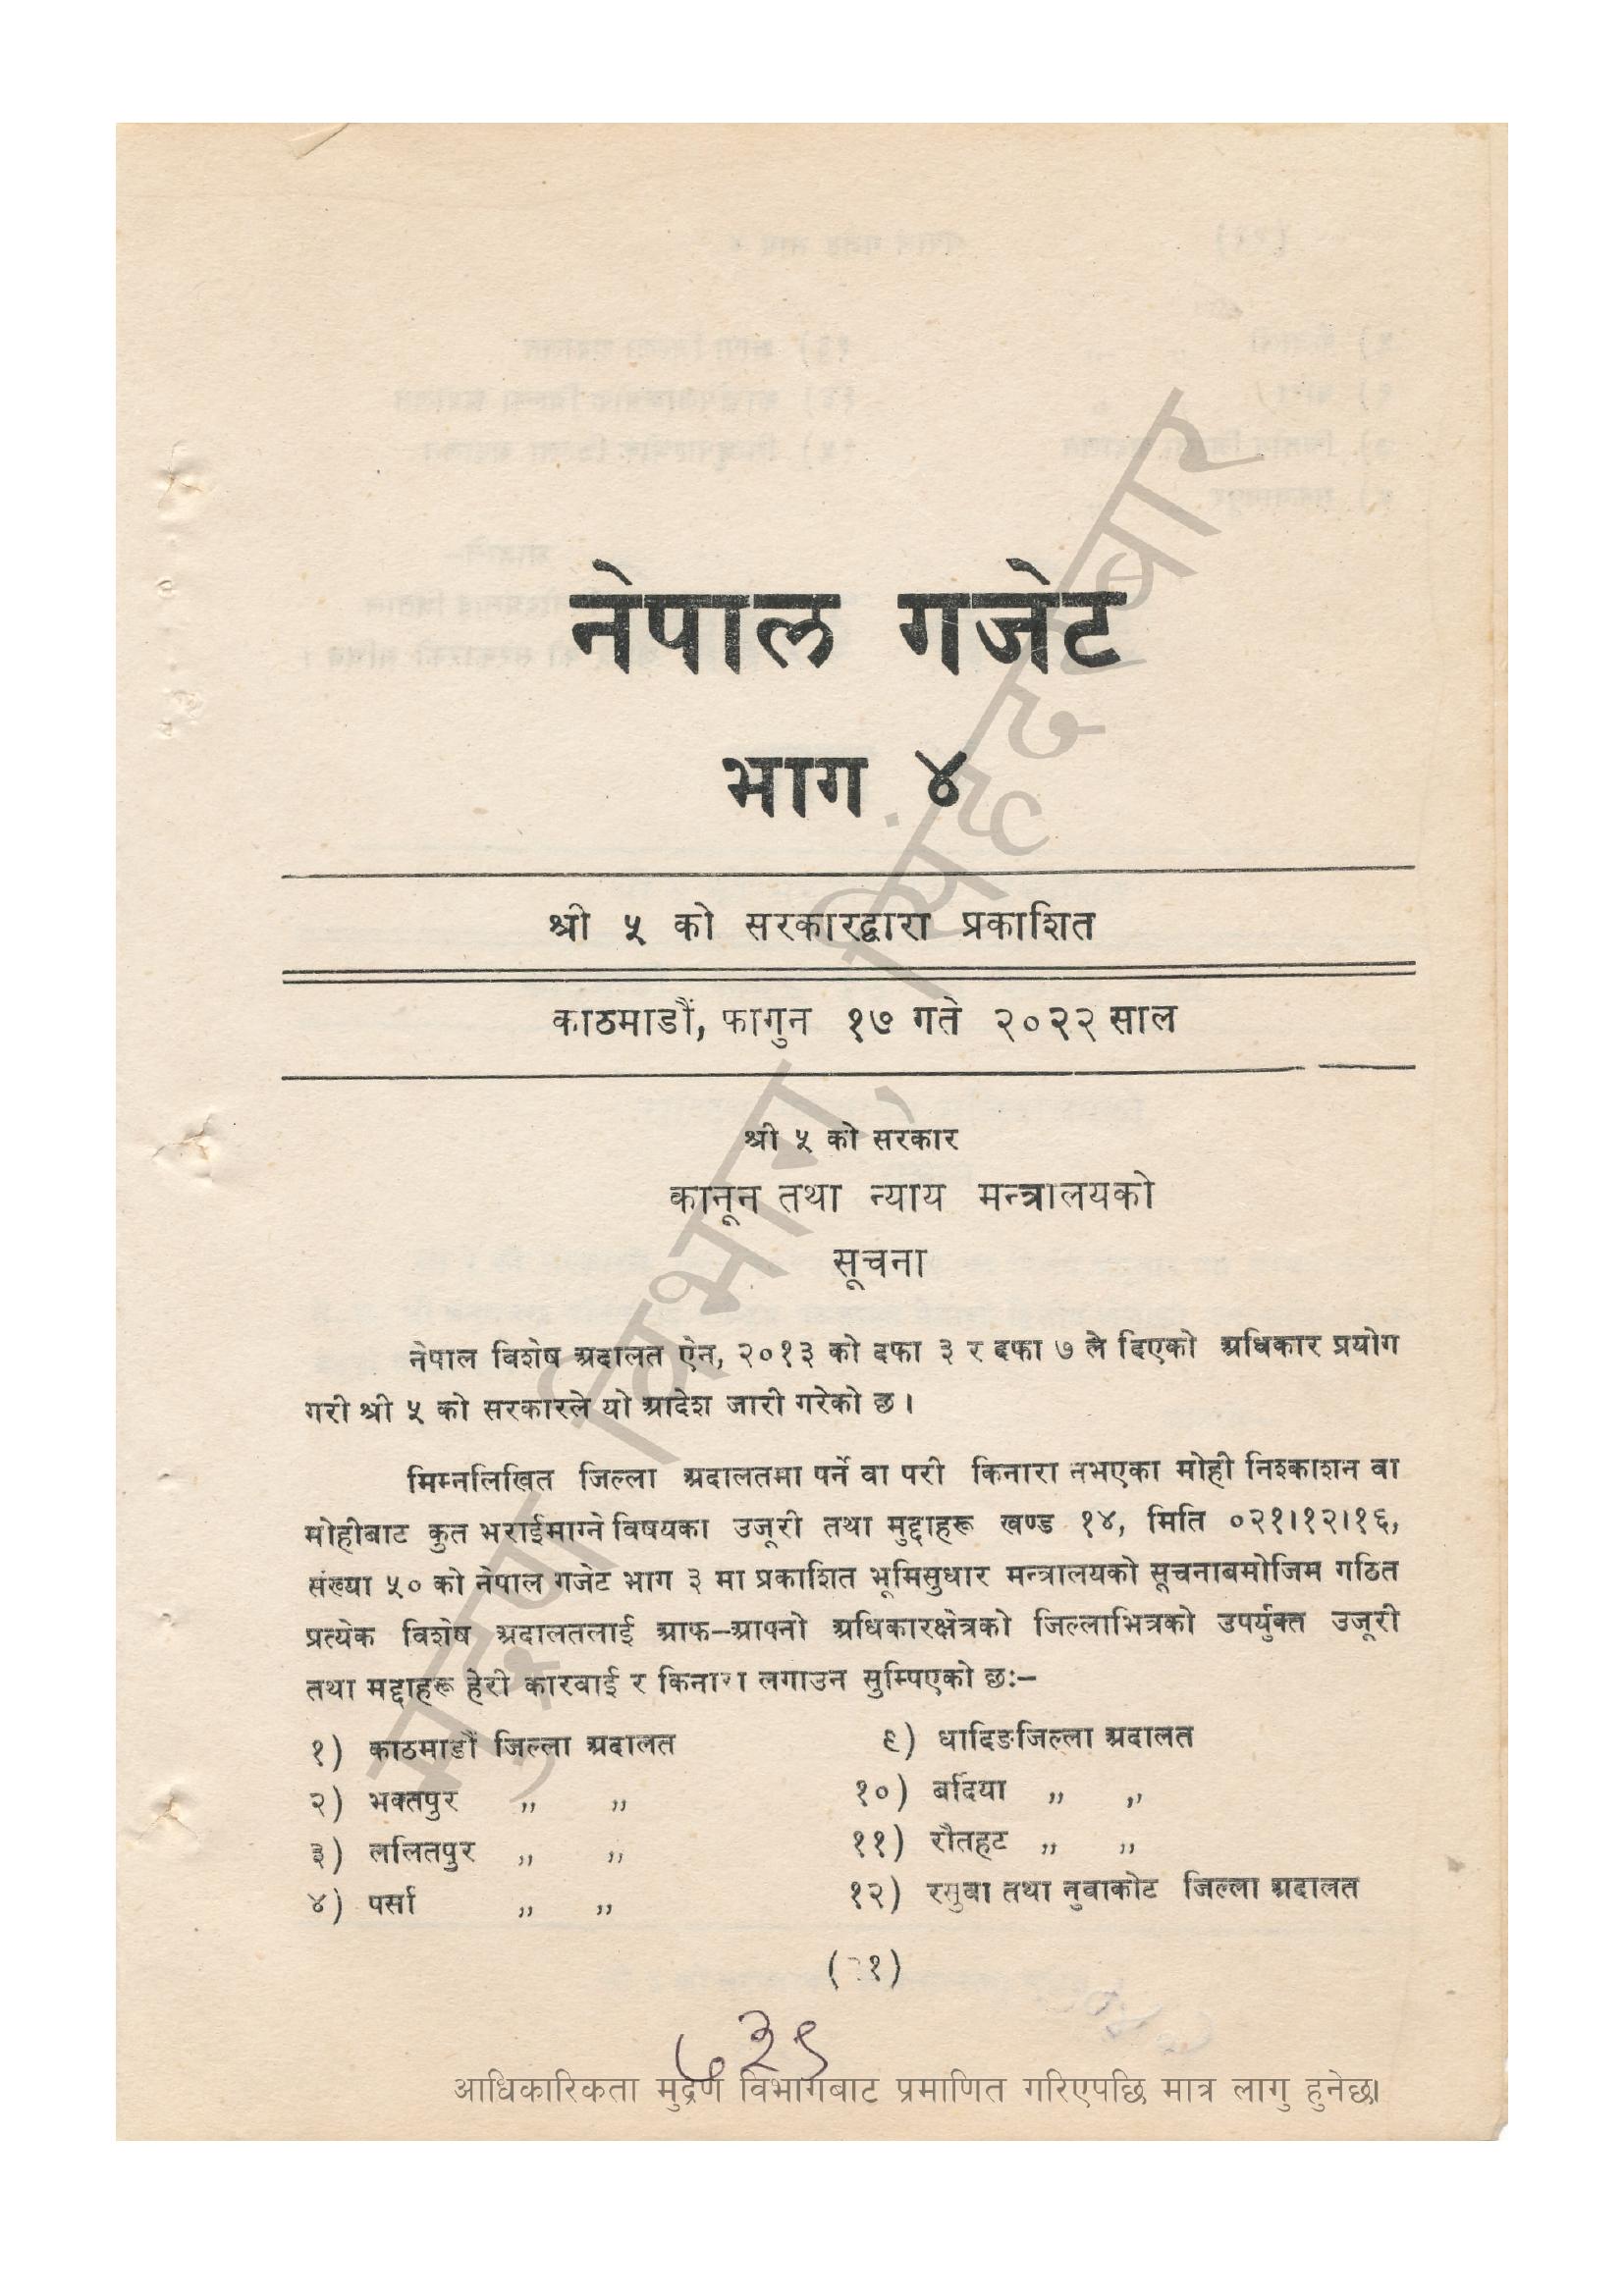 नेपाल गजेट
भाग ४
श्री ५ को सरकारद्वारा प्रकाशित
काठमाडौं, फागुन १७ गते २०२२ साल
श्री ५ को सरकार
कानून तथा न्याय मन्त्रालयको
सूचना
नेपाल विशेष अदालत ऐन, २०१३ को दफा ३ र दफा ७ ले दिएको अधिकार प्रयोग
गरी श्री ५ को सरकारले यो आदेश जारी गरेको छ ।
मिम्नलिखित जिल्ला अदालतमा पर्ने वा परी किनारा नभएका मोही निश्काशन वा
मोहीबाट कुत भराईमाग्ने विषयका उजूरी तथा मुद्दाहरू खण्ड १४, मिति ०२१।१२।१६,
संख्या ५० को नेपाल गजेट भाग ३ मा प्रकाशित भूमिसुधार मन्त्रालयको सूचनाबमोजिम गठित
प्रत्येक विशेष अदालतलाई आफ–आफ्नो अधिकारक्षेत्रको जिल्लाभित्रको उपर्युक्त उजूरी
तथा मद्दाहरू हेरी कारवाई र किनारा लगाउन सुम्पिएको छः–
१) काठमाडौं जिल्ला अदालत
२) भक्तपुर ,, ,,
३) ललितपुर ,, ,,
४) पर्सा ,, ,,
९) धादिङजिल्ला अदालत
१०) बर्दिया ,, ,,
११) रौतहट ,, ,,
१२) रसुवा तथा नुवाकोट जिल्ला अदालत
७३९
आधिकारिकता मुद्रण विभागबाट प्रमाणित गरिएपछि मात्र लागु हुनेछ।
मुद्रण विभाग, सिंहदरबार